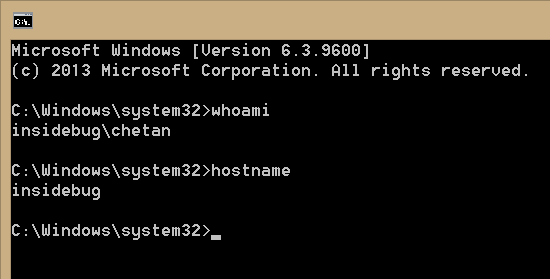 Microsoft Windows [Version 6.3.9600]
(c) 2013 Microsoft Corporation. All rights reserved.
C:\Windows\system32>whoami
insidebug\chetan
C:\Windows\system32>hostname
insidebug
C:\Windows\system32>_